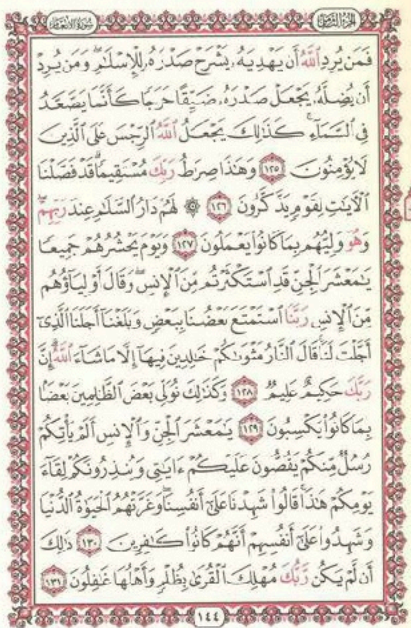 الجزء الثامن
سورة الأنعام
فَمَن يُرِدِ ٱللَّهُ أَن يَهْدِيَهُۥ يَشْرَحْ صَدْرَهُۥ لِلْإِسْلَٰمِ ۖ وَمَن يُرِدْ
أَن يُضِلَّهُۥ يَجْعَلْ صَدْرَهُۥ ضَيِّقًا حَرَجًا كَأَنَّمَا يَصَّعَّدُ
فِى ٱلسَّمَآءِ ۚ كَذَٰلِكَ يَجْعَلُ ٱللَّهُ ٱلرِّجْسَ عَلَى ٱلَّذِينَ
لَا يُؤْمِنُونَ ١٢٥ وَهَٰذَا صِرَٰطُ رَبِّكَ مُسْتَقِيمًا ۗ قَدْ فَصَّلْنَا
ٱلْءَايَٰتِ لِقَوْمٍ يَذَّكَّرُونَ ١٢٦ ۞ لَهُمْ دَارُ ٱلسَّلَٰمِ عِندَ رَبِّهِمْ ۖ
وَهُوَ وَلِيُّهُم بِمَا كَانُوا۟ يَعْمَلُونَ ١٢٧ وَيَوْمَ يَحْشُرُهُمْ جَمِيعًا
يَٰمَعْشَرَ ٱلْجِنِّ قَدِ ٱسْتَكْثَرْتُم مِّنَ ٱلْإِنسِ ۖ وَقَالَ أَوْلِيَآؤُهُم
مِّنَ ٱلْإِنسِ رَبَّنَا ٱسْتَمْتَعَ بَعْضُنَا بِبَعْضٍ وَبَلَغْنَآ أَجَلَنَا ٱلَّذِىٓ
أَجَّلْتَ لَنَا ۚ قَالَ ٱلنَّارُ مَثْوَىٰكُمْ خَٰلِدِينَ فِيهَآ إِلَّا مَا شَآءَ ٱللَّهُ ۗ إِنَّ
رَبَّكَ حَكِيمٌ عَلِيمٌ ١٢٨ وَكَذَٰلِكَ نُوَلِّى بَعْضَ ٱلظَّٰلِمِينَ بَعْضًۢا
بِمَا كَانُوا۟ يَكْسِبُونَ ١٢٩ يَٰمَعْشَرَ ٱلْجِنِّ وَٱلْإِنسِ أَلَمْ يَأْتِكُمْ
رُسُلٌ مِّنكُمْ يَقُصُّونَ عَلَيْكُمْ ءَايَٰتِى وَيُنذِرُونَكُمْ لِقَآءَ
يَوْمِكُمْ هَٰذَا ۚ قَالُوا۟ شَهِدْنَا عَلَىٰٓ أَنفُسِنَا ۖ وَغَرَّتْهُمُ ٱلْحَيَوٰةُ ٱلدُّنْيَا
وَشَهِدُوا۟ عَلَىٰٓ أَنفُسِهِمْ أَنَّهُمْ كَانُوا۟ كَٰفِرِينَ ١٣٠ ذَٰلِكَ
أَن لَّمْ يَكُن رَّبُّكَ مُهْلِكَ ٱلْقُرَىٰ بِظُلْمٍ وَأَهْلُهَا غَٰفِلُونَ ١٣١
١٤٤